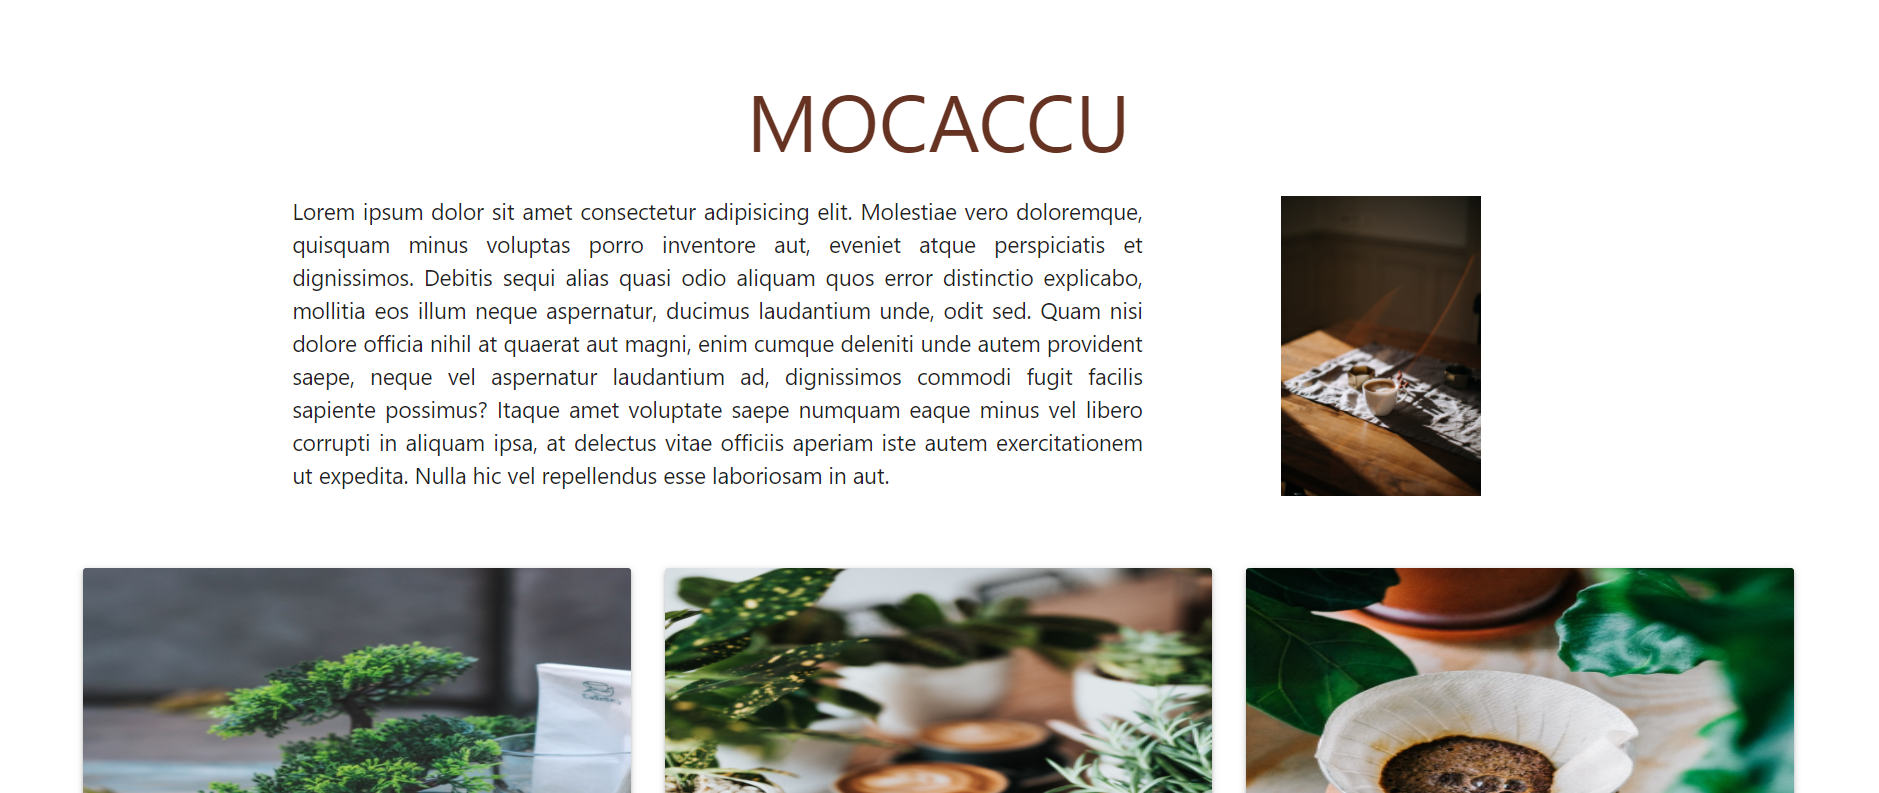 MOCACCU
Lorem ipsum dolor sit amet consectetur adipisicing elit. Molestiae vero doloremque,
quisquam minus voluptas porro inventore aut, eveniet atque perspiciatis et
dignissimos. Debitis sequi alias quasi odio aliquam quos error distinctio explicabo,
mollitia eos illum neque aspernatur, ducimus laudantium unde, odit sed. Quam nisi
dolore officia nihil at quaerat aut magni, enim cumque deleniti unde autem provident
saepe, neque vel aspernatur laudantium ad, dignissimos commodi fugit facilis
sapiente possimus? Itaque amet voluptate saepe numquam eaque minus vel libero
corrupti in aliquam ipsa, at delectus vitae officiis aperiam iste autem exercitationem
ut expedita. Nulla hic vel repellendus esse laboriosam in aut.